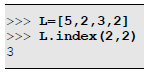 >>> L=[5,2,3,2]
>>> L.index(2,2)
3